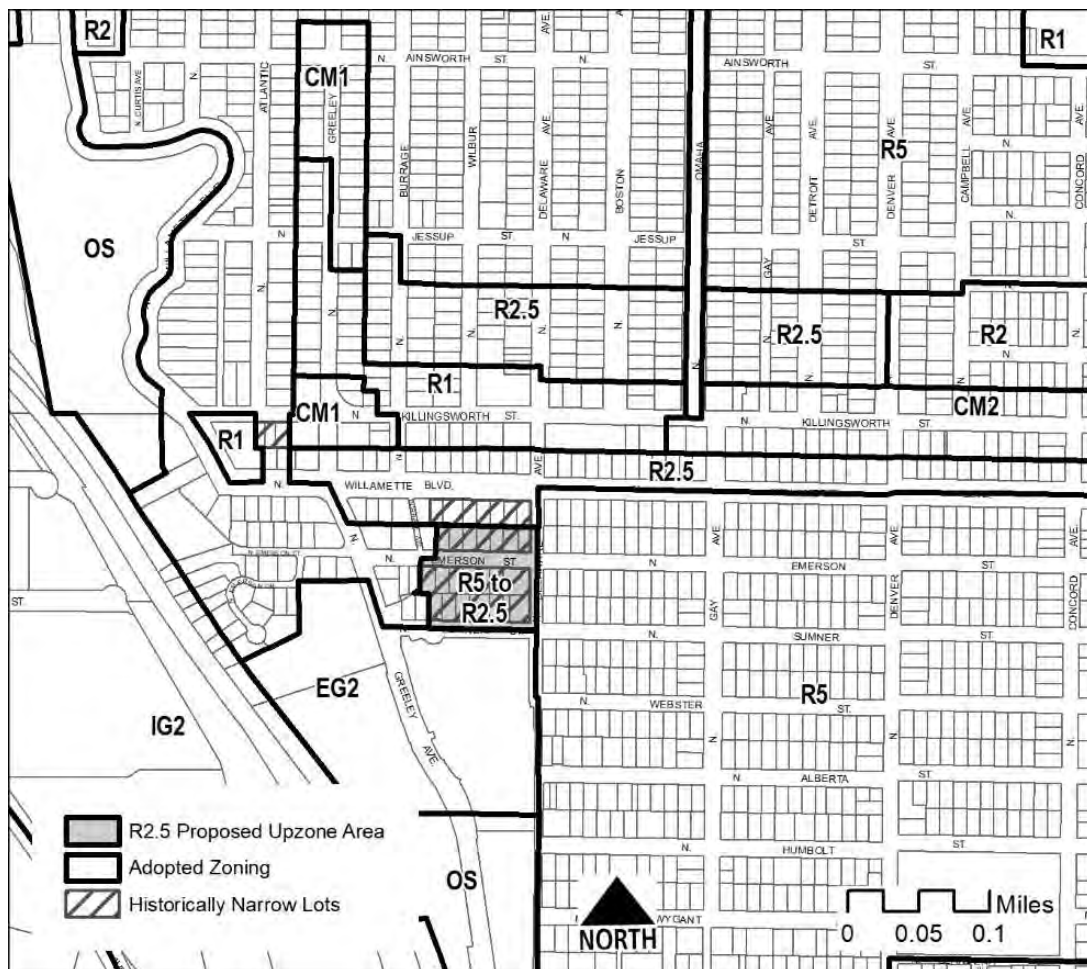 R2
R1
CM1
AINSWORTH
ST.
N.
AVE.
N.
AINSWORTH
ST.
N. CURTIS AVE
ATLANTIC
GREELEY
BURRAGE
WILBUR
DELAWARE
AVE.
BOSTON
OMAHA
AVE.
DETROIT
AVE.
DENVER
AVE
R5
CAMPBELL
AVE
CONCORD
AVE.
OS
N
JESSUP
ST.
N
JESSUP
N.
ST.
GAY
N.
R2.5
R2.5
R2
R1
CM1
CM2
N
KILLINGSWORTH
ST.
N.
KILLINGSWORTH
ST.
R1
AVE
R2.5
N.
WILLAMETTE
BLVD.
N EMERSON CT.
N.
EMERSON
ST.
R5 to
R2.5
N.
EMERSON
ST.
AVE.
GAY
DENVER
AVE.
CONCORD
N.
SUMNER
ST.
R5
N.
WEBSTER
ST.
N
ALBERTA
ST.
N.
HUMBOLT
ST.
WYGANT
ST.
EG2
IG2
GREELEY
AVE.
OS
R2.5 Proposed Upzone Area
Adopted Zoning
Historically Narrow Lots
NORTH
Miles
0 0.05 0.1